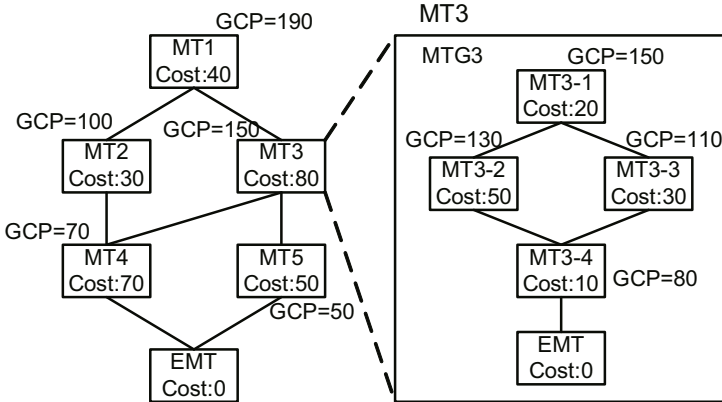 GCP=190
MT1
Cost:40
GCP=100
MT2
Cost:30
GCP=150
MT3
Cost:80
GCP=70
MT4
Cost:70
MT5
Cost:50
GCP=50
EMT
Cost:0
MT3
MTG3
GCP=150
MT3-1
Cost:20
GCP=130
MT3-2
Cost:50
GCP=110
MT3-3
Cost:30
MT3-4
Cost:10
GCP=80
EMT
Cost:0